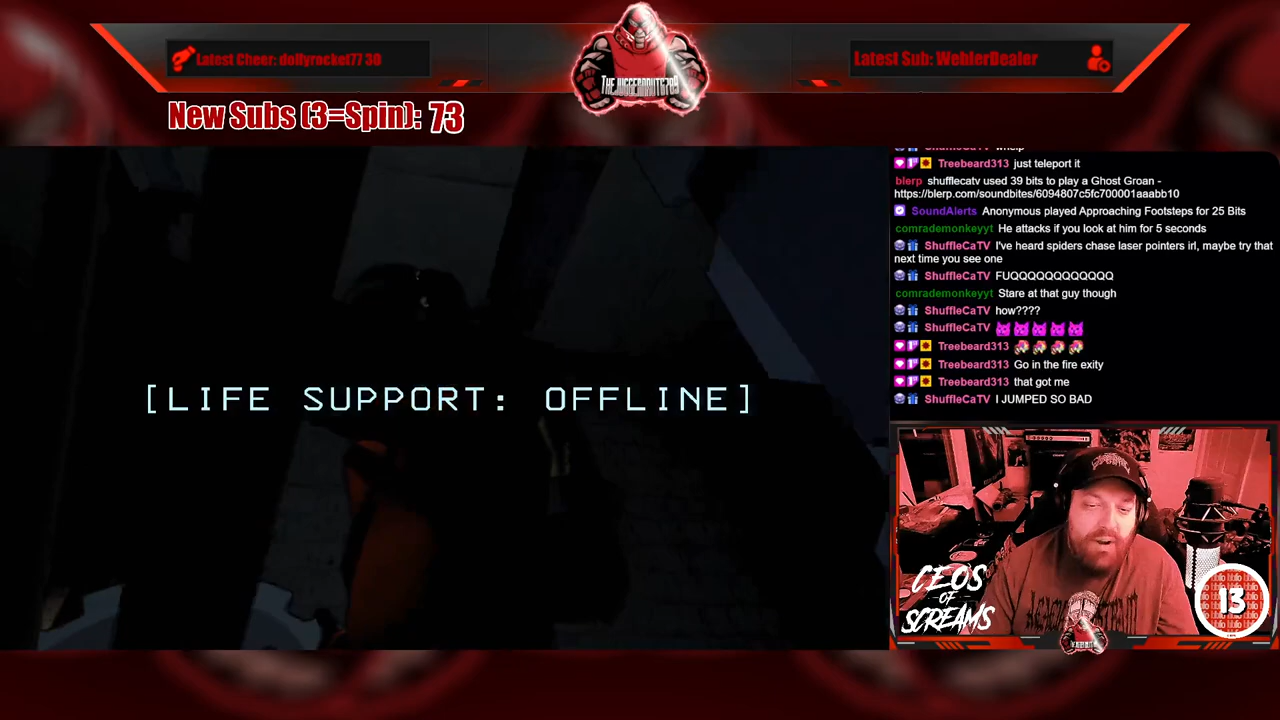 Latest Cheer: dollyrocket77 30
THEJUGGERNAUT6789
Latest Sub: WehlerDealer
New Subs (3=Spin): 73
ShuffleCaTV whelp
Treebeard313 just teleport it
blerp shufflecatv used 39 bits to play a Ghost Groan -
https://blerp.com/soundbites/6094807c5fc700001aaabb10
SoundAlerts Anonymous played Approaching Footsteps for 25 Bits
comrademonkeyyt He attacks if you look at him for 5 seconds
ShuffleCaTV I've heard spiders chase laser pointers irl, maybe try that
next time you see one
ShuffleCaTV FUQQQQQQQQQQQQ
comrademonkeyyt Stare at that guy though
ShuffleCaTV how????
ShuffleCaTV
Treebeard313
Treebeard313 Go in the fire exity
Treebeard313 that got me
ShuffleCaTV I JUMPED SO BAD
[LIFE SUPPORT: OFFLINE]
CEOS
OF
SCREAMS
13